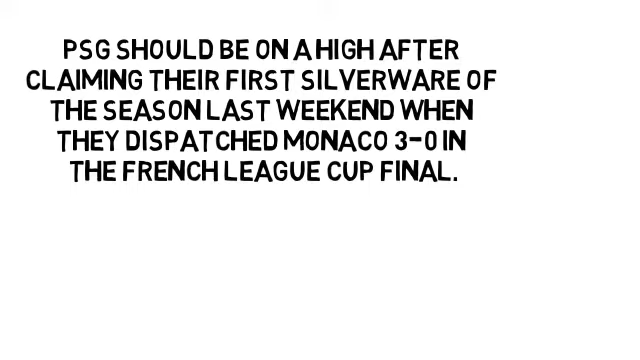 PSG SHOULD BE ON A HIGH AFTER
CLAIMING THEIR FIRST SILVERWARE OF
THE SEASON LAST WEEKEND WHEN
THEY DISPATCHED MONACO 3-0 IN
THE FRENCH LEAGUE CUP FINAL.